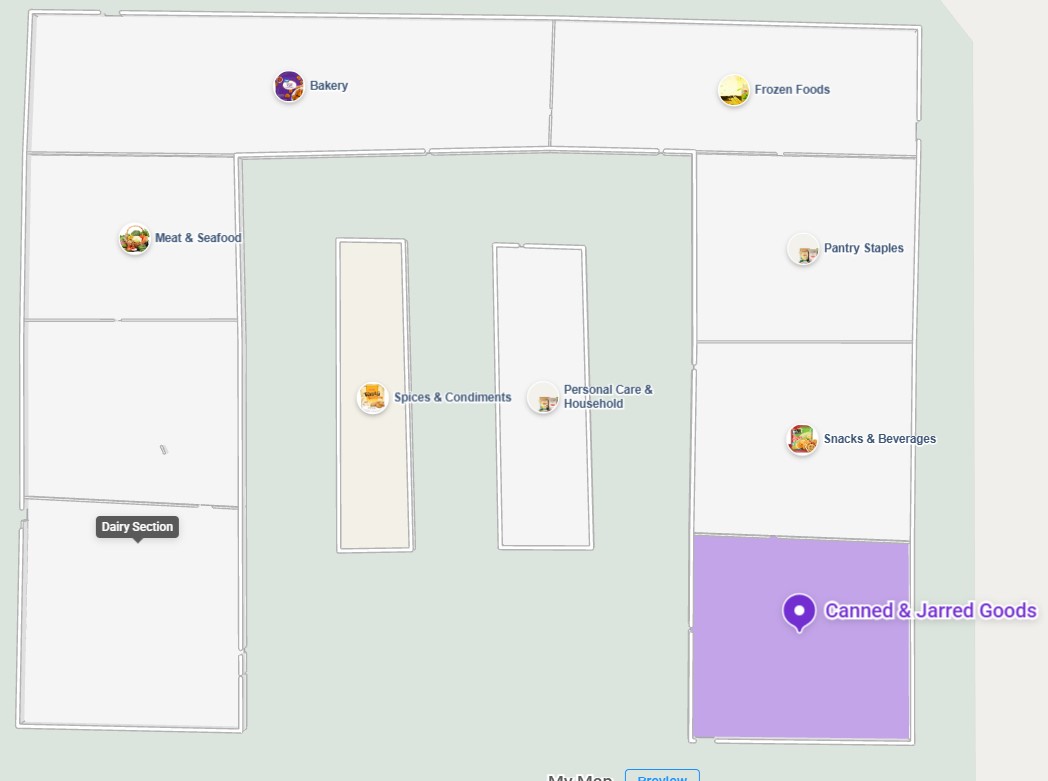 Bakery
Frozen Foods
Meat & Seafood
Pantry Staples
Spices & Condiments
Personal Care &
Household
Snacks & Beverages
Dairy Section
Canned & Jarred Goods
My Map
Preview